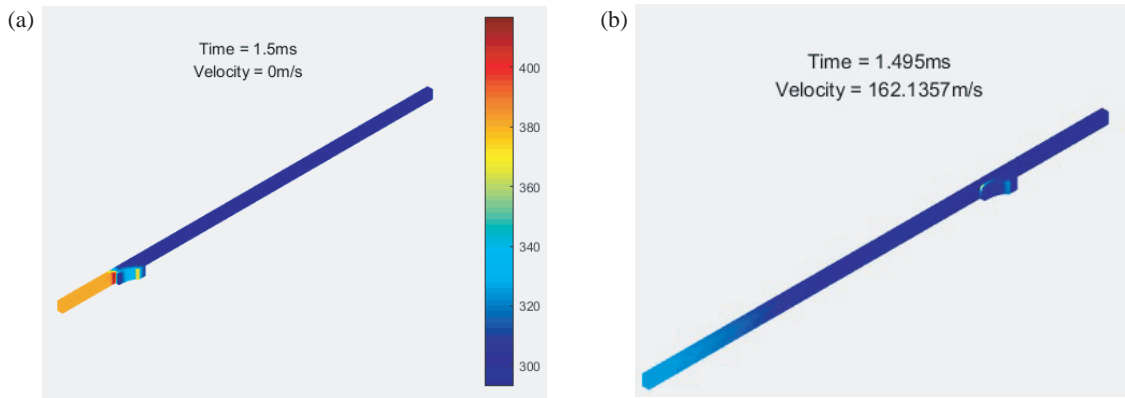 (a)
Time = 1.5ms
Velocity = 0m/s
400
380
360
340
320
300
(b)
Time = 1.495ms
Velocity = 162.1357m/s